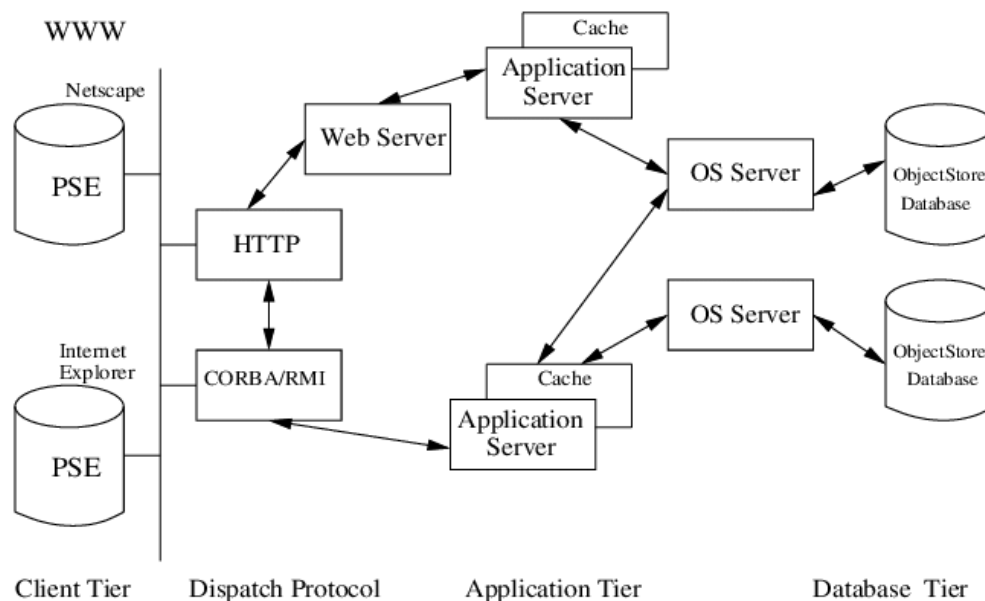 WWW
Cache
Application
Server
Netscape
Web Server
PSE
OS Server
ObjectStore
Database
HTTP
OS Server
Internet
Explorer
CORBA/RMI
Cache
ObjectStore
Database
Application
Server
PSE
Client Tier
Dispatch Protocol
Application Tier
Database Tier